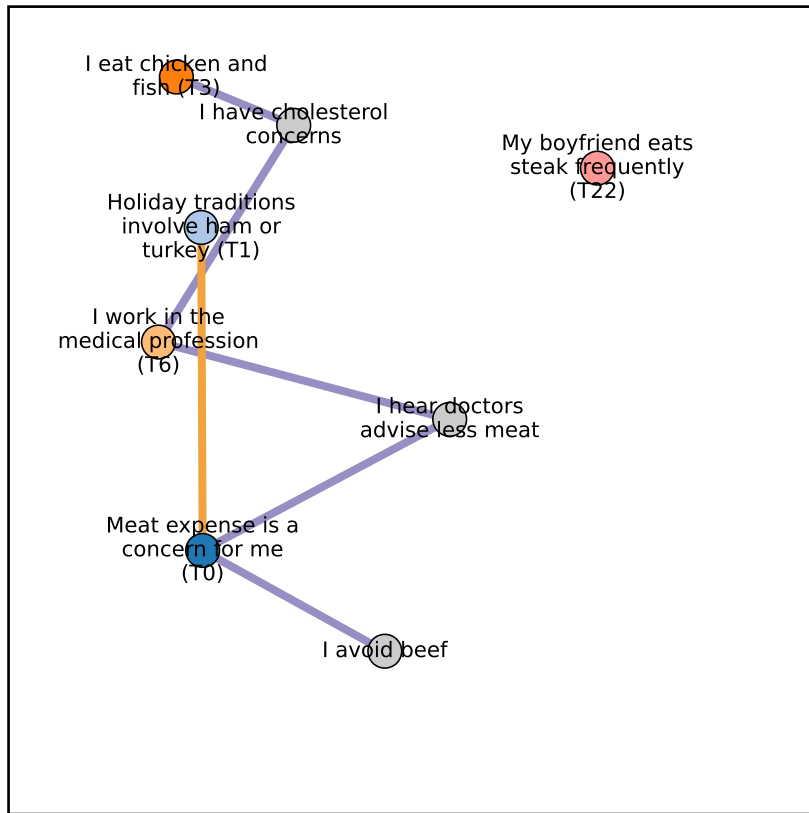 I eat chicken and
fish (T3)
I have cholesterol
concerns
My boyfriend eats
steak frequently
(T22)
Holiday traditions
involve ham or
turkey (T1)
I work in the
medical profession
(T6)
I hear doctors
advise less meat
Meat expense is a
concern for me
(T0)
I avoid beef